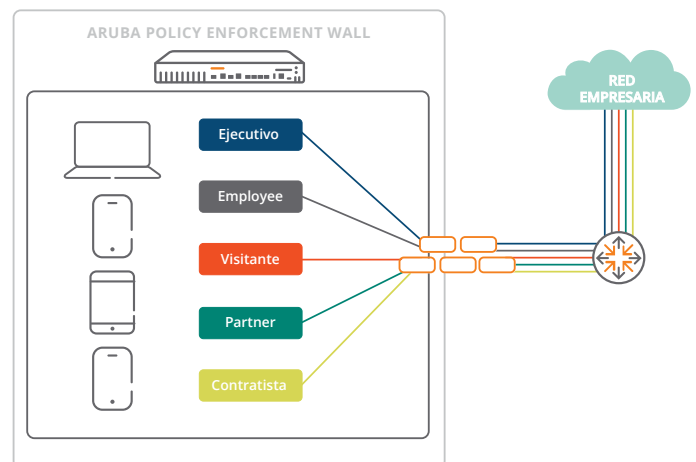 ARUBA POLICY ENFORCEMENT WALL
RED
EMPRESARIA
Ejecutivo
Employee
Visitante
Partner
Contratista